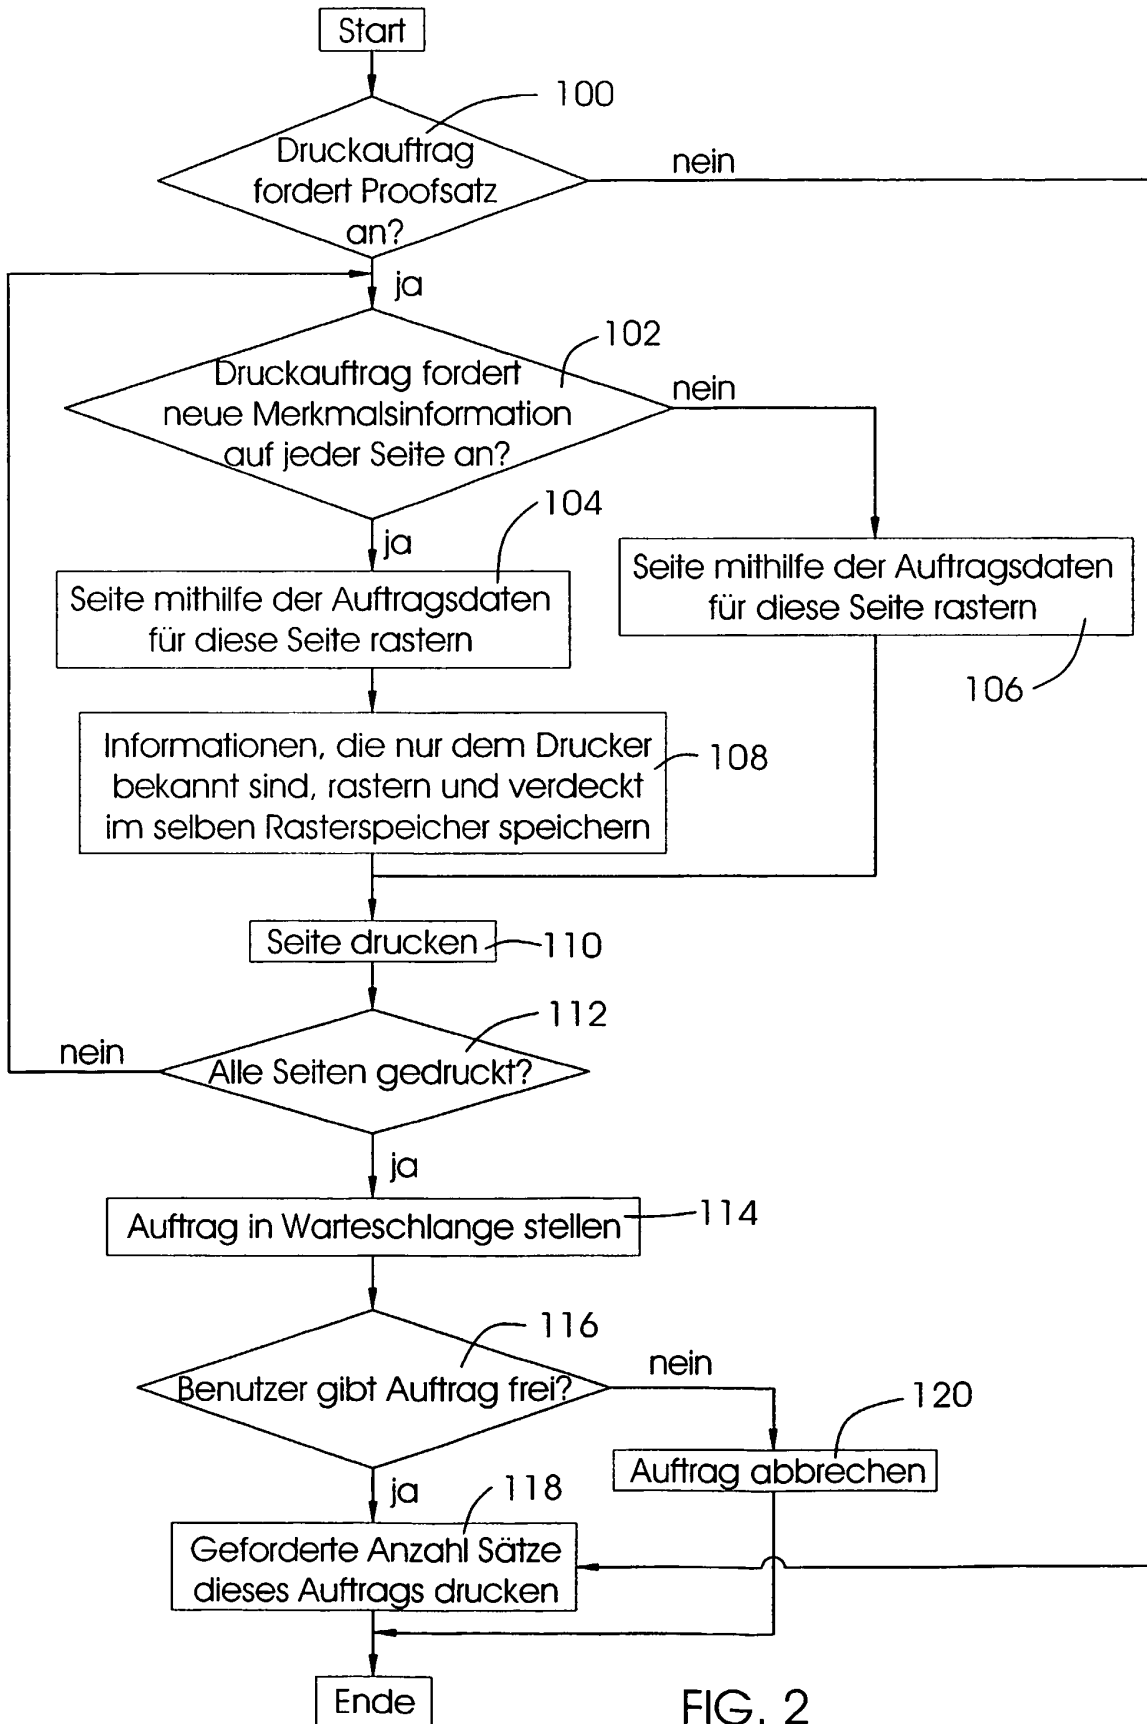 Start
100
Druckauftrag
fordert Proofsatz
an?
nein
ja
102
Druckauftrag fordert
neue Merkmalsinformation
auf jeder Seite an?
nein
ja
104
Seite mithilfe der Auftragsdaten
für diese Seite rastern
Seite mithilfe der Auftragsdaten
für diese Seite rastern
106
Informationen, die nur dem Drucker
bekannt sind, rastern und verdeckt
im selben Rasterspeicher speichern
108
Seite drucken
110
112
Alle Seiten gedruckt?
nein
ja
Auftrag in Warteschlange stellen
114
116
Benutzer gibt Auftrag frei?
nein
120
Auftrag abbrechen
ja
118
Geforderte Anzahl Sätze
dieses Auftrags drucken
Ende
FIG. 2